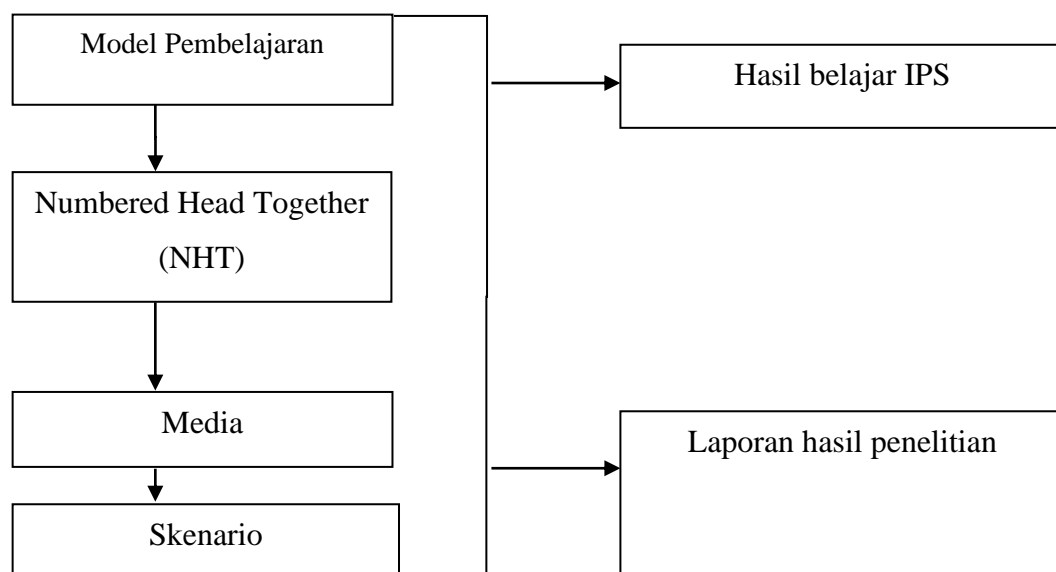 Model Pembelajaran
Numbered Head Together
(NHT)
Media
Skenario
Hasil belajar IPS
Laporan hasil penelitian